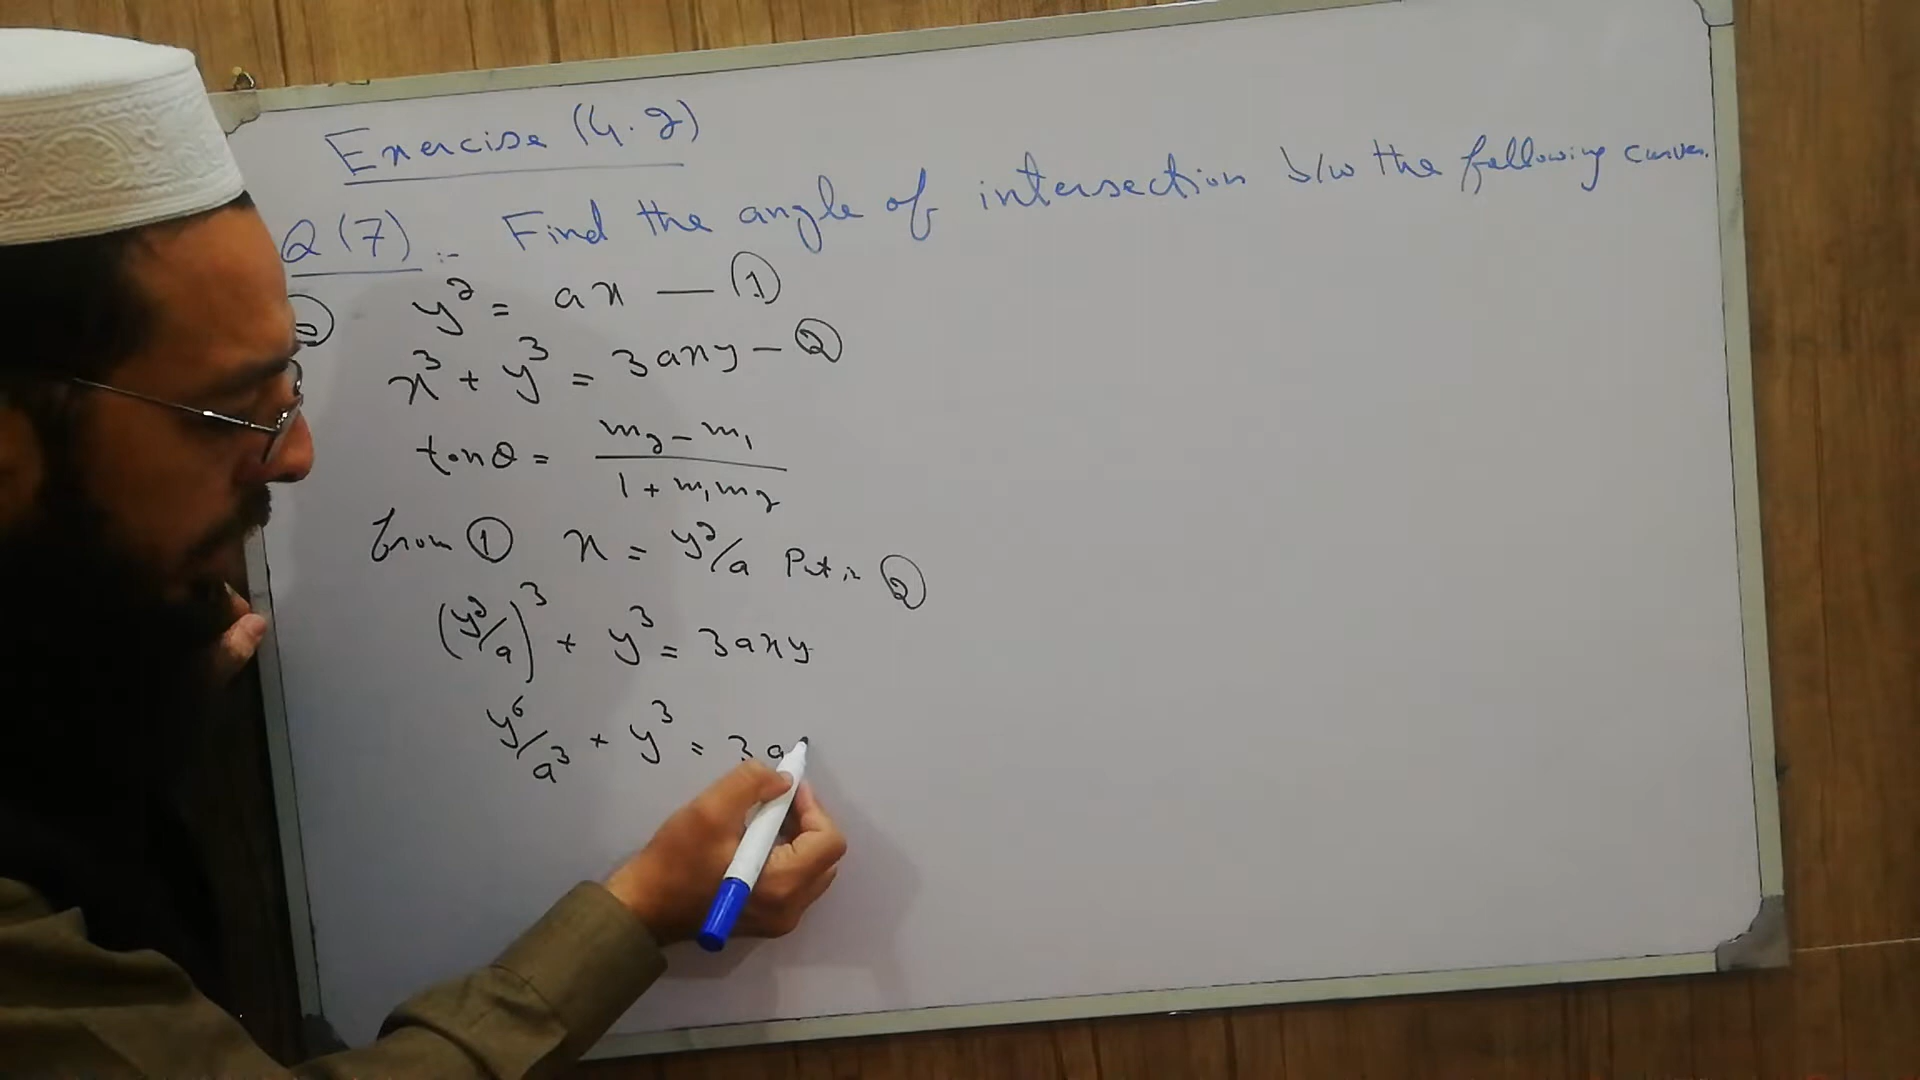 Exercise (4.2)
Q(7) :- Find the angle of intersection b/w the following curves.
y² = ax — ①
x³ + y³ = 3axy — ②
tanθ = m₂ - m₁ / 1 + m₁m₂
from ① x = y²/a Put in ②
(y²/a)³ + y³ = 3axy
y⁶/a³ + y³ = 3a